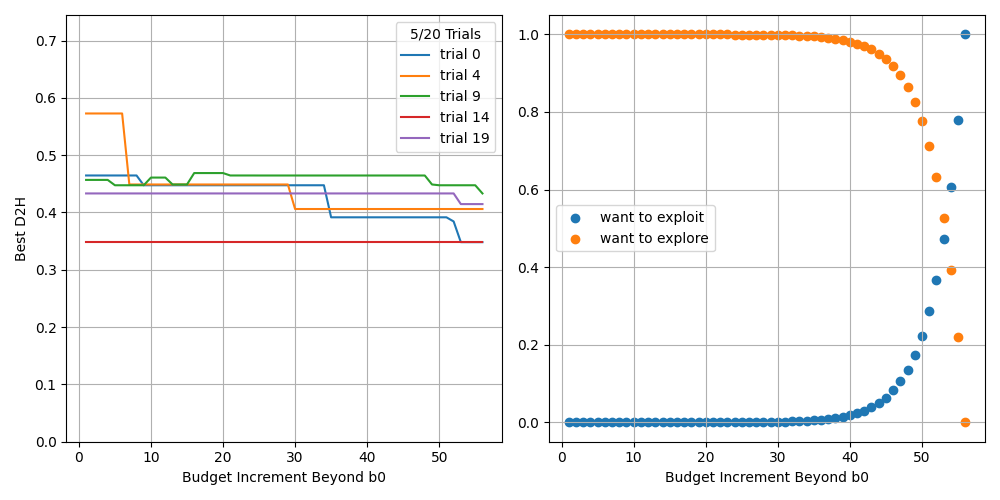 0.7
0.6
0.5
0.4
0.3
0.2
0.1
0.0
Best D2H
0 10 20 30 40 50
Budget Increment Beyond b0
5/20 Trials
trial 0
trial 4
trial 9
trial 14
trial 19
1.0
0.8
0.6
0.4
0.2
0.0
want to exploit
want to explore
0 10 20 30 40 50
Budget Increment Beyond b0